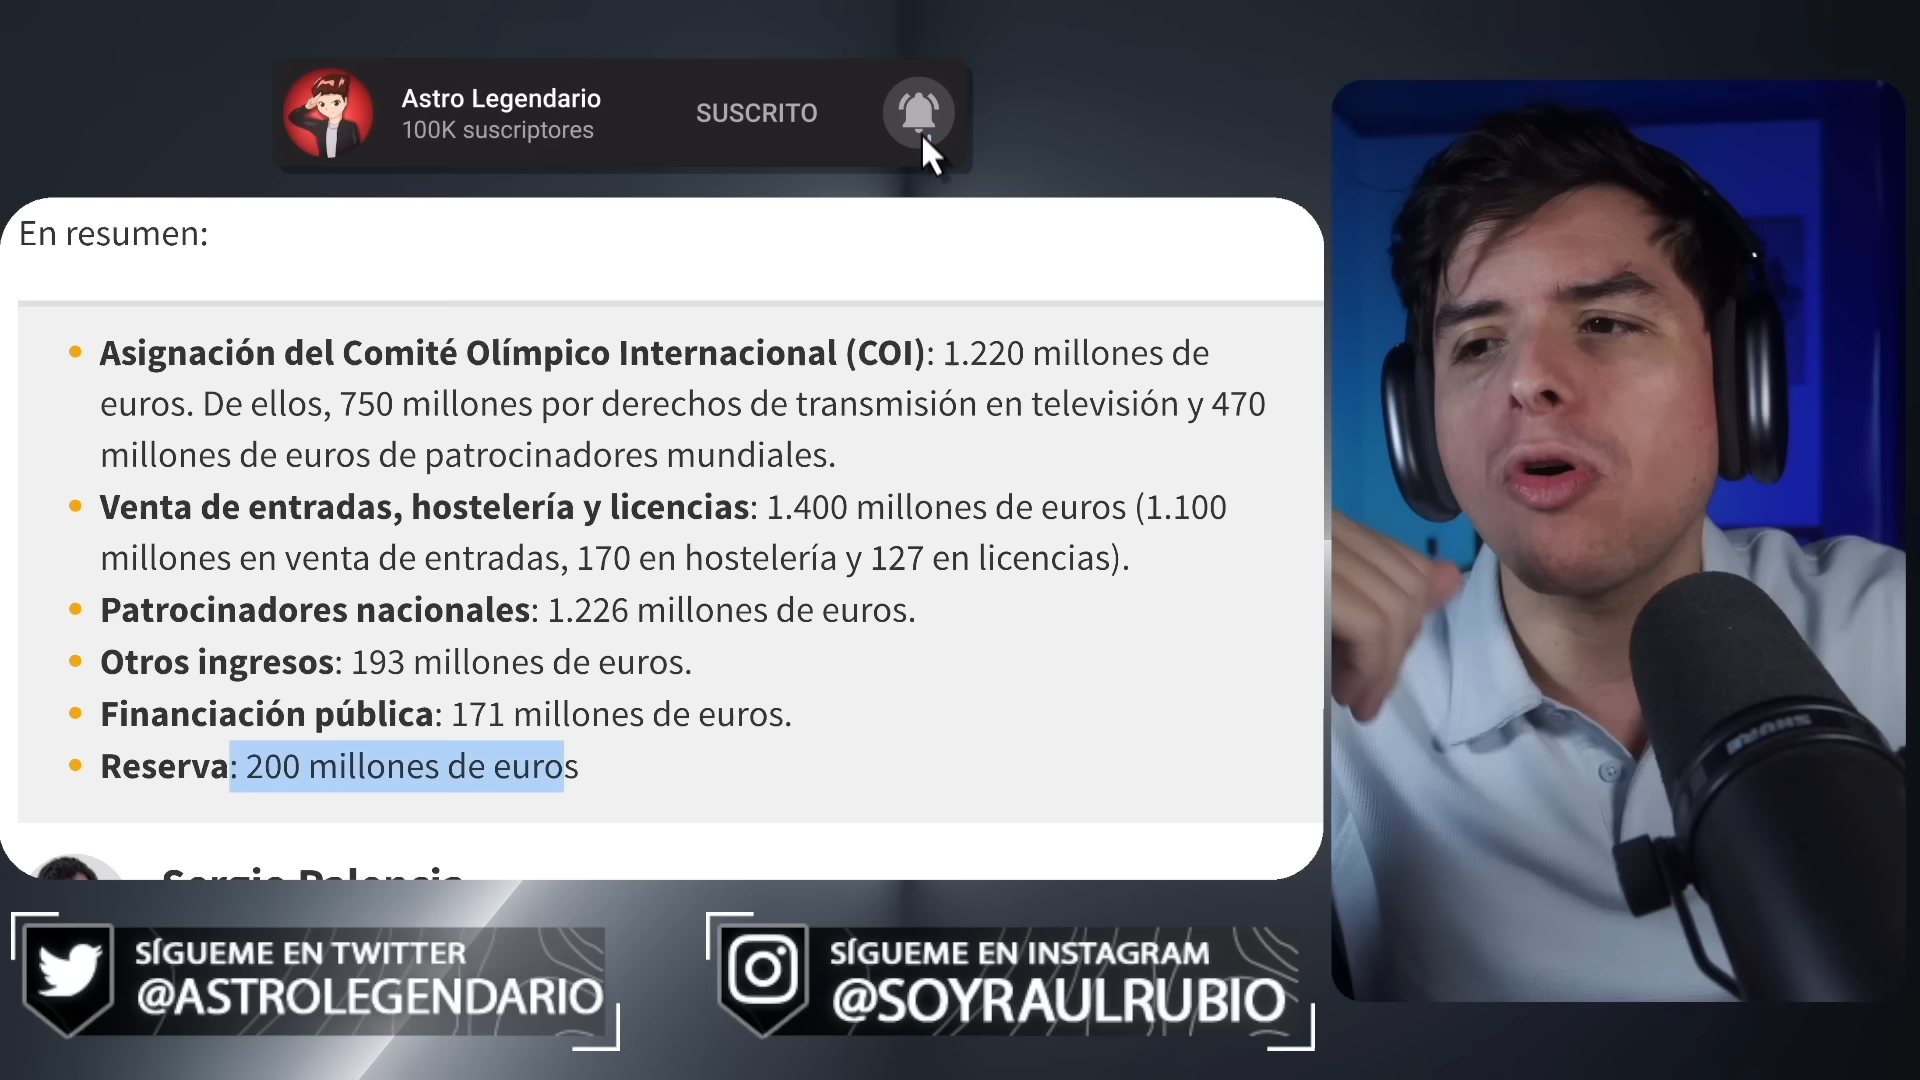 Astro Legendario
100K suscriptores
SUSCRITO
En resumen:
• Asignación del Comité Olímpico Internacional (COI): 1.220 millones de
euros. De ellos, 750 millones por derechos de transmisión en televisión y 470
millones de euros de patrocinadores mundiales.
• Venta de entradas, hostelería y licencias: 1.400 millones de euros (1.100
millones en venta de entradas, 170 en hostelería y 127 en licencias).
• Patrocinadores nacionales: 1.226 millones de euros.
• Otros ingresos: 193 millones de euros.
• Financiación pública: 171 millones de euros.
• Reserva: 200 millones de euros
Sergio Palencia
SÍGUEME EN TWITTER
@ASTROLEGENDARIO
SÍGUEME EN INSTAGRAM
@SOYRAULRUBIO
SHURE